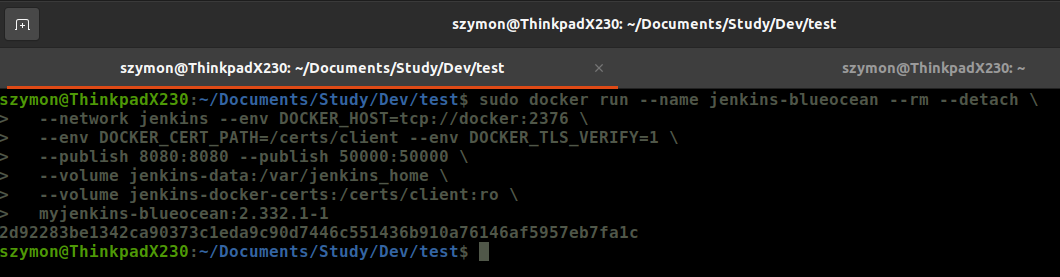 szymon@ThinkpadX230: ~/Documents/Study/Dev/test
szymon@ThinkpadX230: ~/Documents/Study/Dev/test × szymon@ThinkpadX230: ~
szymon@ThinkpadX230:~/Documents/Study/Dev/test$ sudo docker run --name jenkins-blueocean --rm --detach \
>   --network jenkins --env DOCKER_HOST=tcp://docker:2376 \
>   --env DOCKER_CERT_PATH=/certs/client --env DOCKER_TLS_VERIFY=1 \
>   --publish 8080:8080 --publish 50000:50000 \
>   --volume jenkins-data:/var/jenkins_home \
>   --volume jenkins-docker-certs:/certs/client:ro \
>   myjenkins-blueocean:2.332.1-1
2d92283be1342ca90373c1eda9c90d7446c551436b910a76146af5957eb7fa1c
szymon@ThinkpadX230:~/Documents/Study/Dev/test$